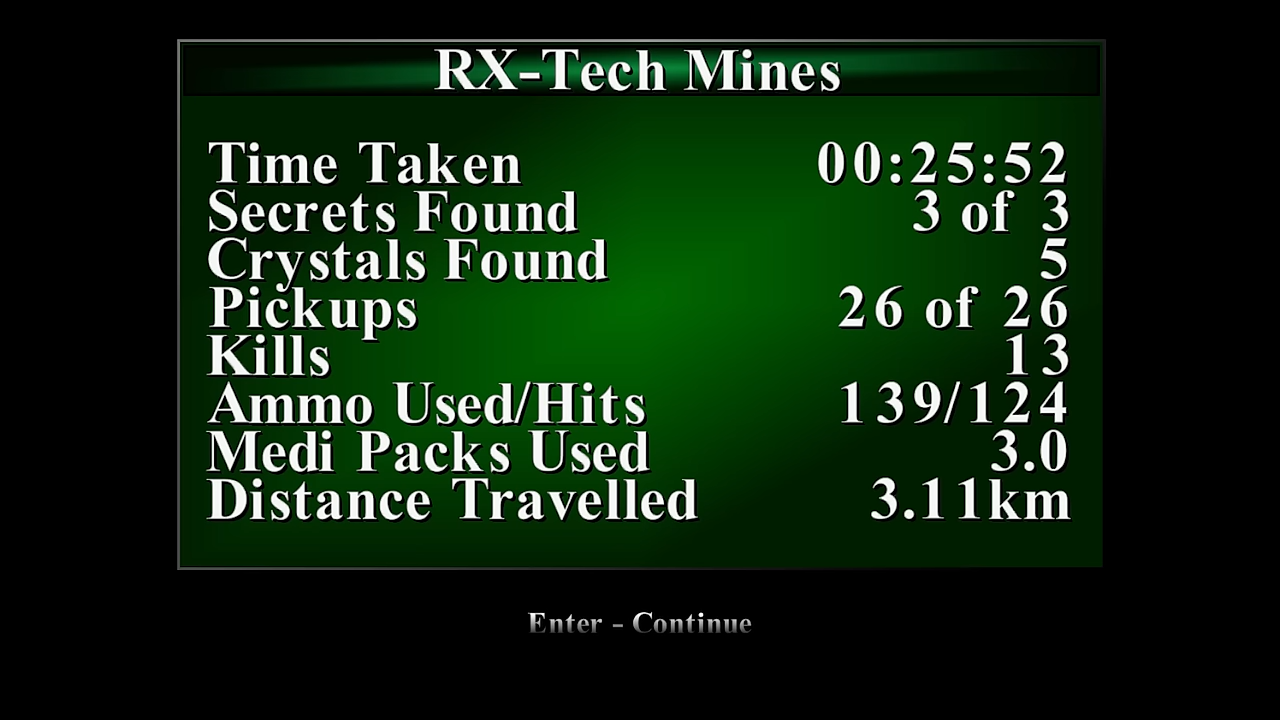 RX-Tech Mines
Time Taken 00:25:52
Secrets Found 3 of 3
Crystals Found 5
Pickups 26 of 26
Kills 13
Ammo Used/Hits 139/124
Medi Packs Used 3.0
Distance Travelled 3.11km
Enter - Continue